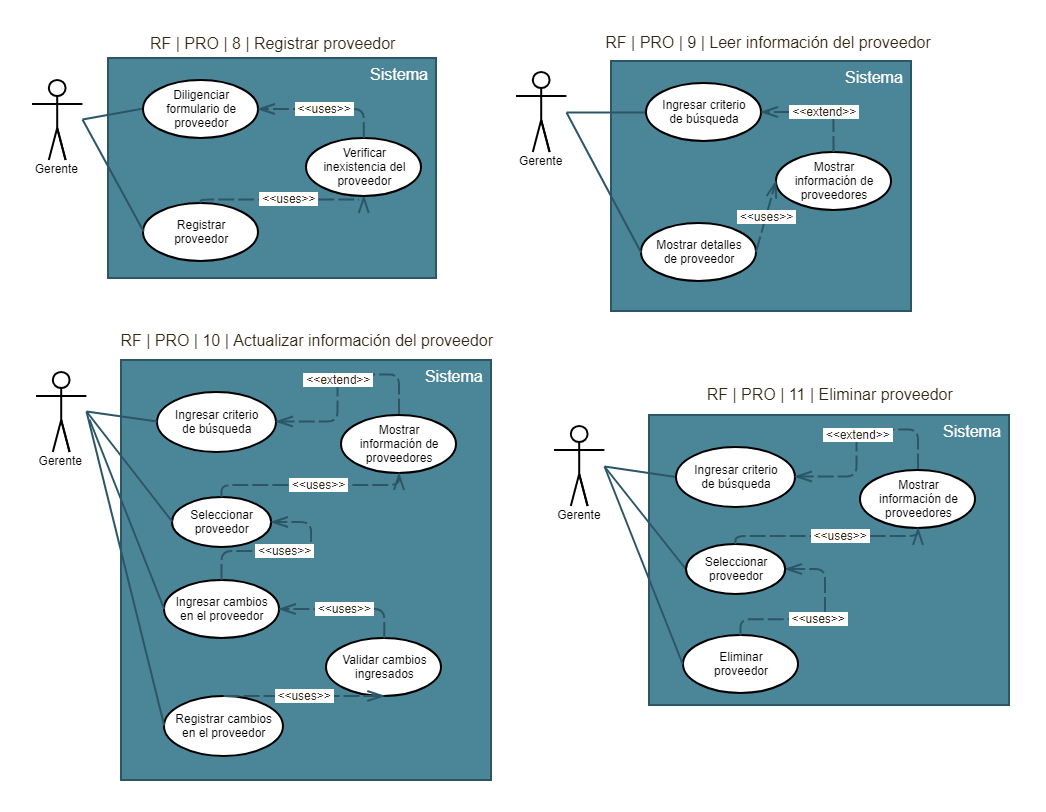 RF | PRO | 8 | Registrar proveedor
Sistema
Gerente
Diligenciar
formulario de
proveedor
<<uses>>
Verificar
inexistencia del
proveedor
<<uses>>
Registrar
proveedor
RF | PRO | 9 | Leer información del proveedor
Sistema
Gerente
Ingresar criterio
de búsqueda
<<extend>>
Mostrar
información de
proveedores
<<uses>>
Mostrar detalles
de proveedor
RF | PRO | 10 | Actualizar información del proveedor
Sistema
Gerente
<<extend>>
Ingresar criterio
de búsqueda
Mostrar
información de
proveedores
<<uses>>
Seleccionar
proveedor
<<uses>>
Ingresar cambios
en el proveedor
<<uses>>
Validar cambios
ingresados
<<uses>>
Registrar cambios
en el proveedor
RF | PRO | 11 | Eliminar proveedor
Sistema
Gerente
<<extend>>
Ingresar criterio
de búsqueda
Mostrar
información de
proveedores
<<uses>>
Seleccionar
proveedor
<<uses>>
Eliminar
proveedor